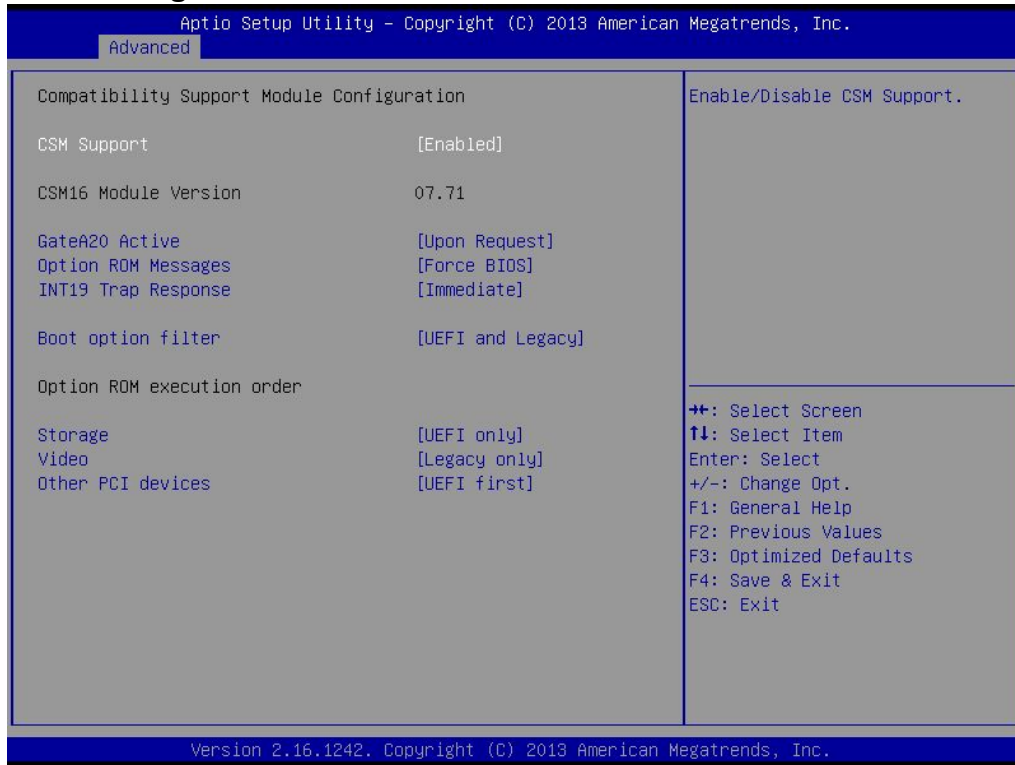 Aptio Setup Utility – Copyright (C) 2013 American Megatrends, Inc.
Advanced
Compatibility Support Module Configuration
Enable/Disable CSM Support.
CSM Support [Enabled]
CSM16 Module Version 07.71
GateA20 Active [Upon Request]
Option ROM Messages [Force BIOS]
INT19 Trap Response [Immediate]
Boot option filter [UEFI and Legacy]
Option ROM execution order
Storage [UEFI only]
Video [Legacy only]
Other PCI devices [UEFI first]
→←: Select Screen
↑↓: Select Item
Enter: Select
+/-: Change Opt.
F1: General Help
F2: Previous Values
F3: Optimized Defaults
F4: Save & Exit
ESC: Exit
Version 2.16.1242. Copyright (C) 2013 American Megatrends, Inc.